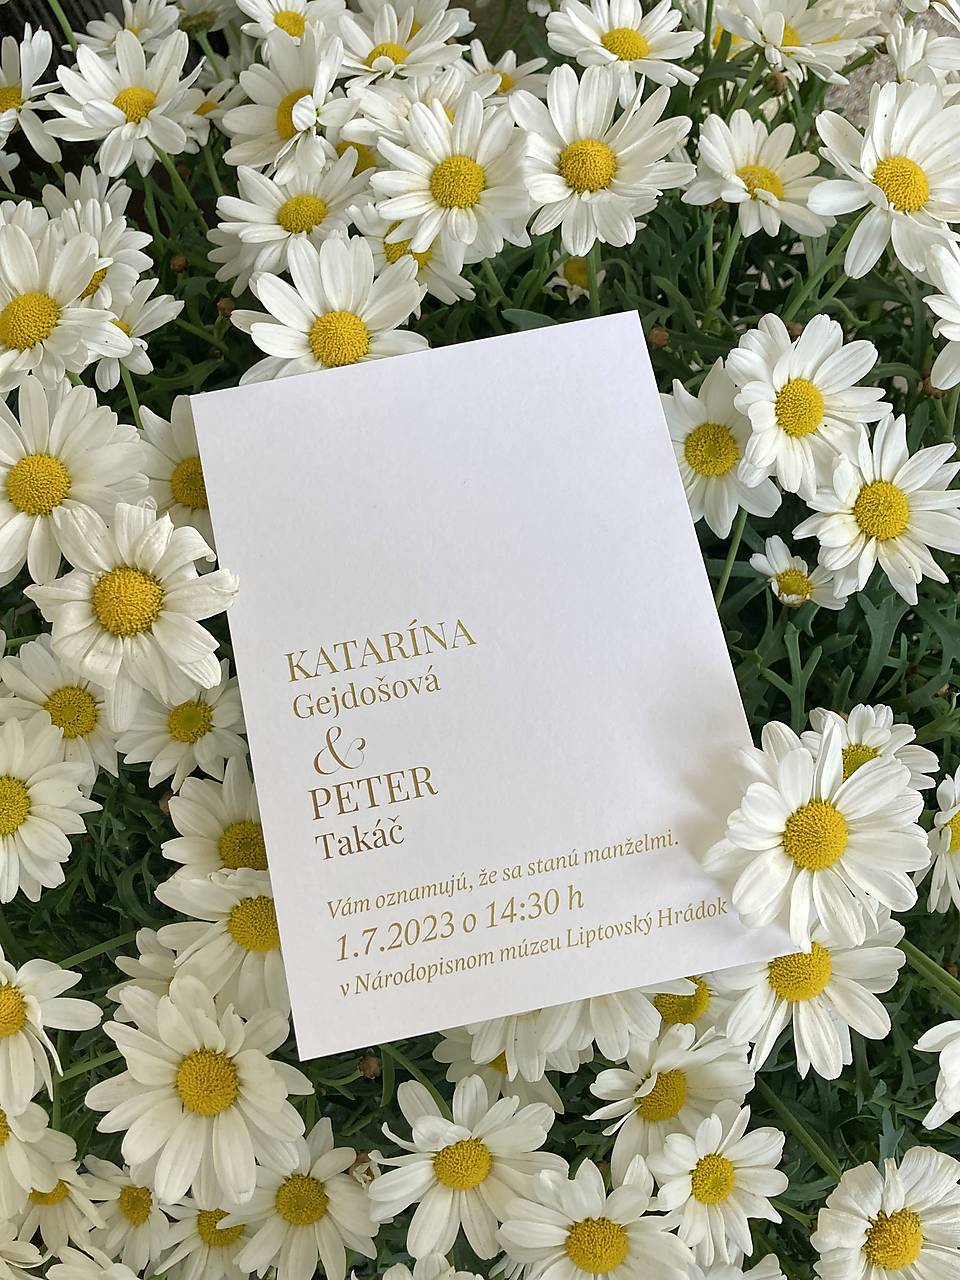 KATARÍNA
Gejdošová
&
PETER
Takáč
Vám oznamujú, že sa stanú manželmi.
1.7.2023 o 14:30 h
v Národopisnom múzeu Liptovský Hrádok